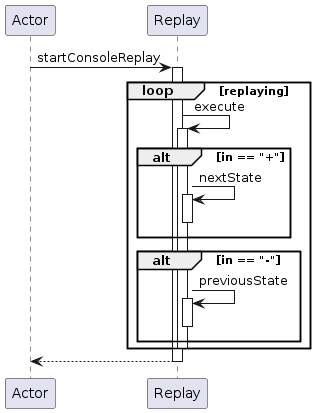 Actor Replay
startConsoleReplay
loop [replaying]
execute
alt [in == "+"]
nextState
alt [in == "-"]
previousState
Actor Replay